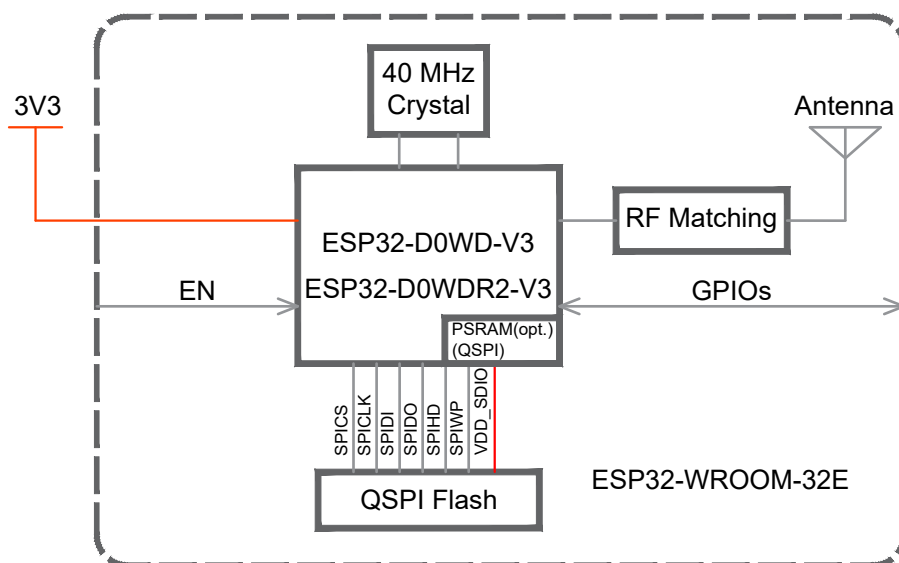 40 MHz
Crystal
3V3
Antenna
RF Matching
ESP32-D0WD-V3
ESP32-D0WDR2-V3
EN
GPIOs
PSRAM(opt.)
(QSPI)
SPICS
SPICLK
SPIDI
SPIDO
SPIHD
SPIWP
VDD_SDIO
QSPI Flash
ESP32-WROOM-32E